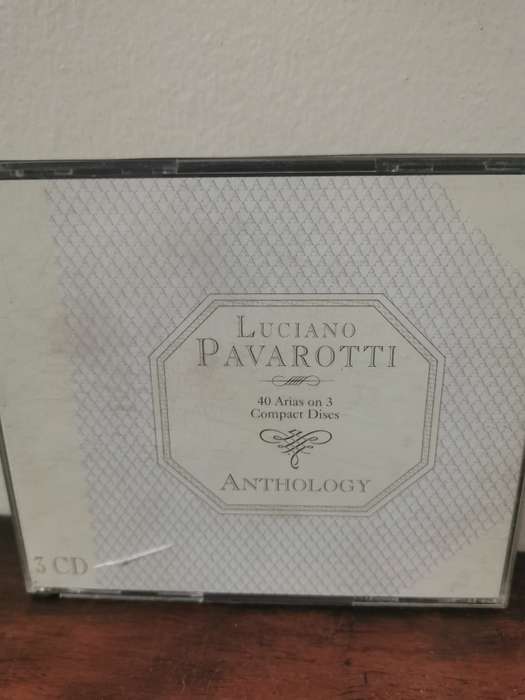 LUCIANO
PAVAROTTI
40 Arias on 3
Compact Discs
ANTHOLOGY
3 CD